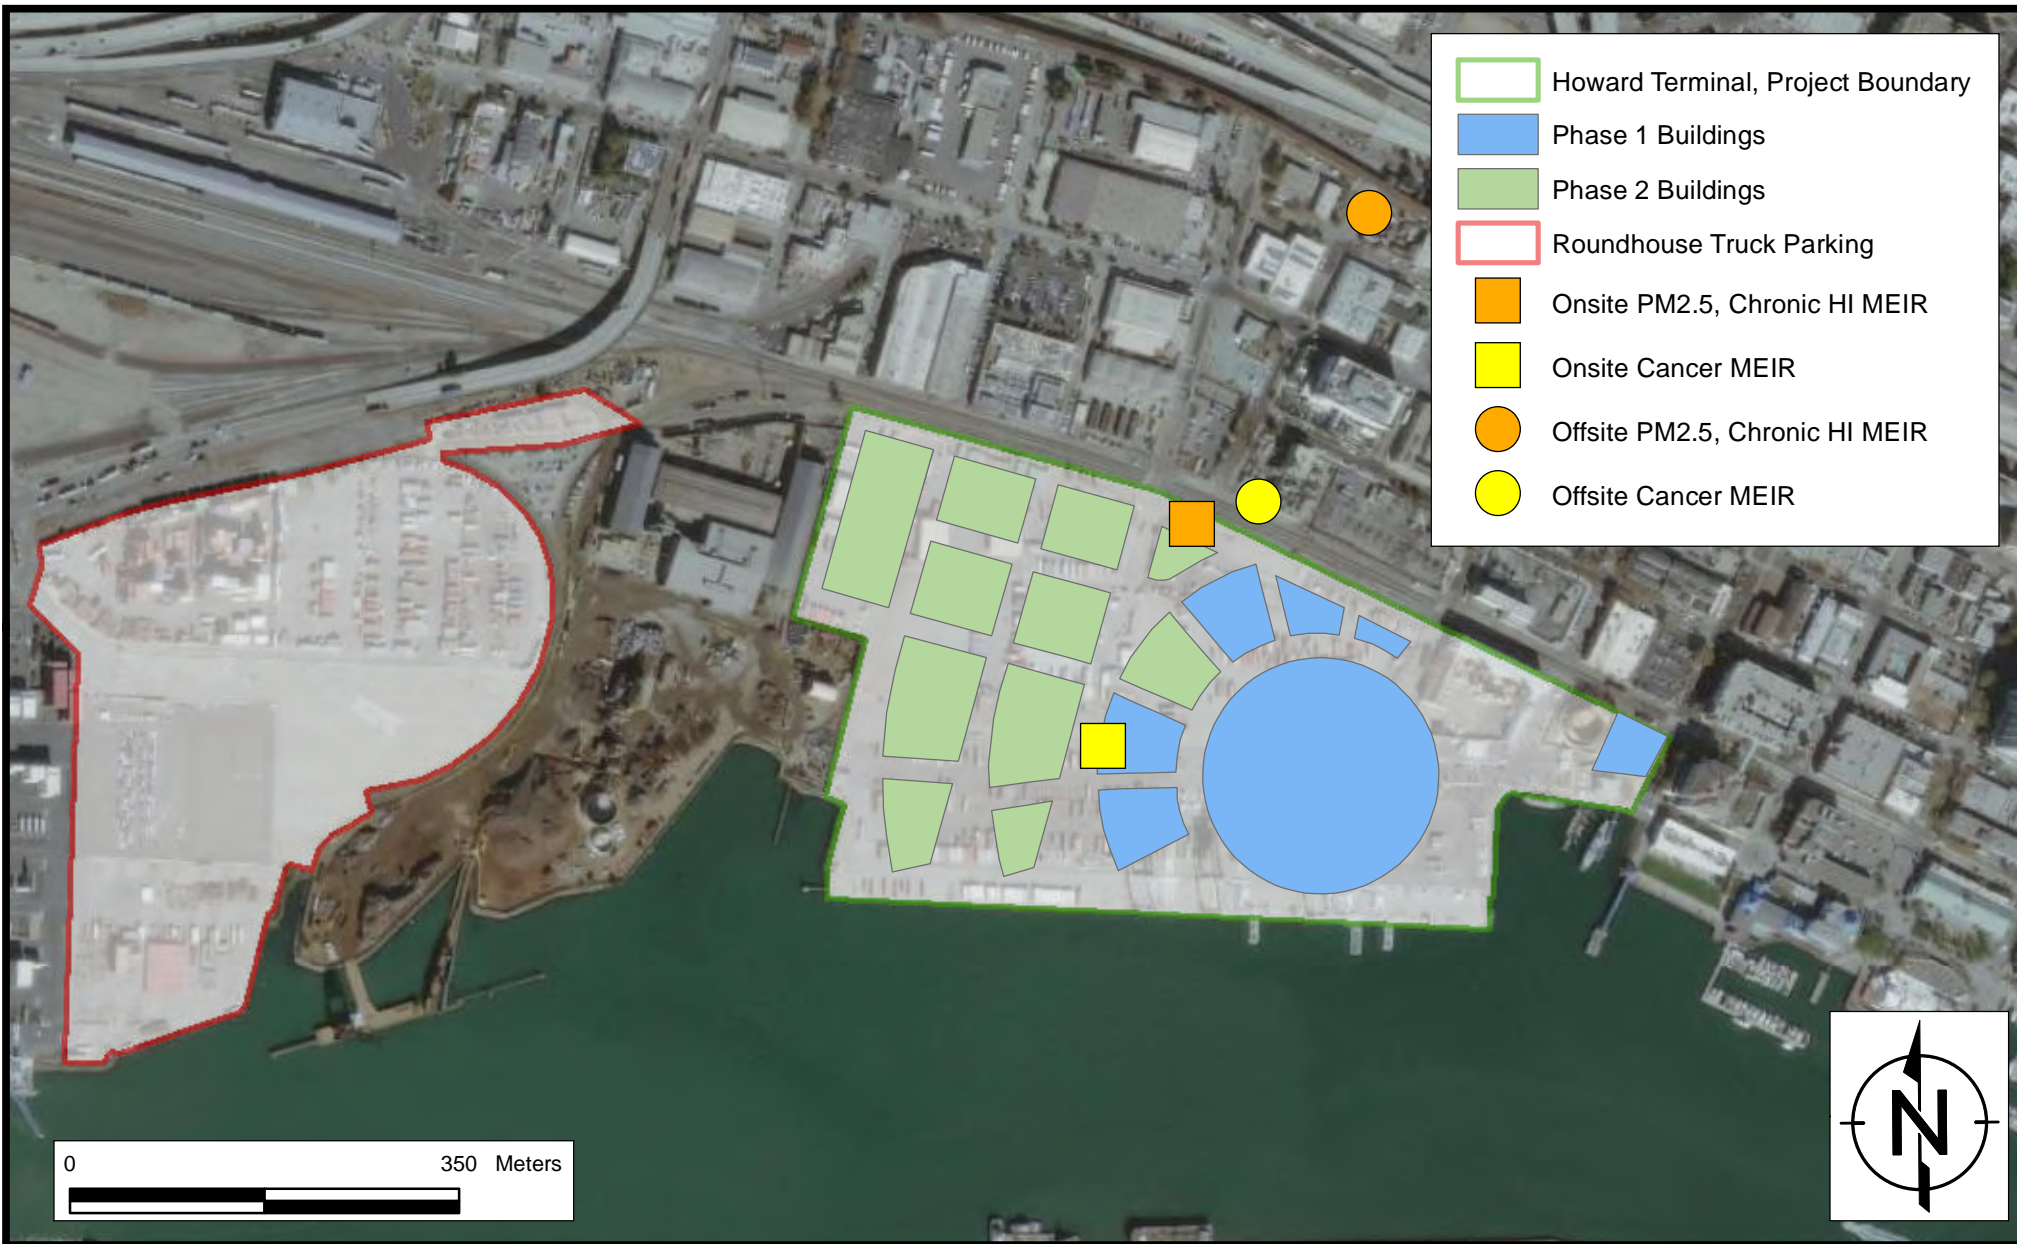 Howard Terminal, Project Boundary
Phase 1 Buildings
Phase 2 Buildings
Roundhouse Truck Parking
Onsite PM2.5, Chronic HI MEIR
Onsite Cancer MEIR
Offsite PM2.5, Chronic HI MEIR
Offsite Cancer MEIR
0 350 Meters
N